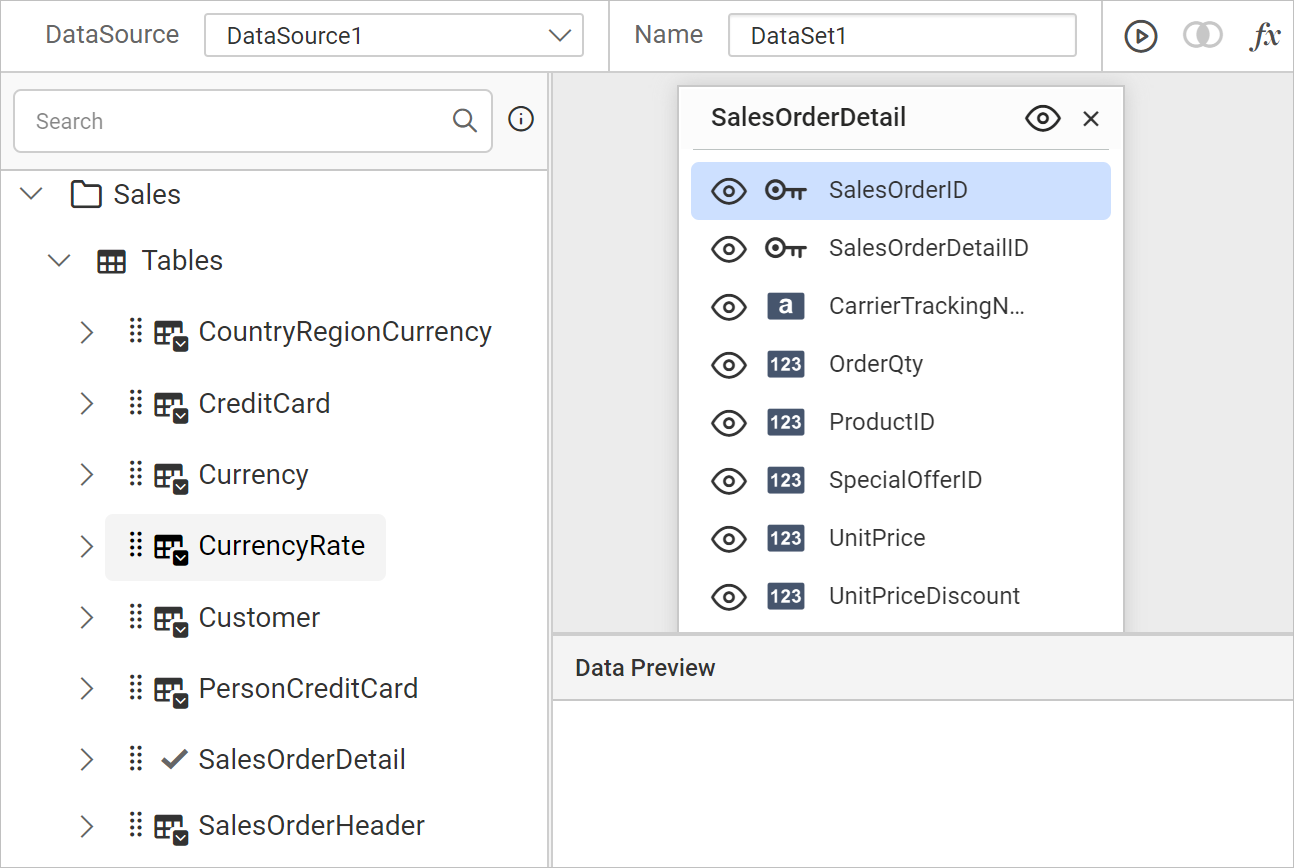 DataSource
DataSource1
Name
DataSet1
fx
Search
Sales
Tables
CountryRegionCurrency
CreditCard
Currency
CurrencyRate
Customer
PersonCreditCard
SalesOrderDetail
SalesOrderHeader
SalesOrderDetail
SalesOrderID
SalesOrderDetailID
a CarrierTrackingN...
123 OrderQty
123 ProductID
123 SpecialOfferID
123 UnitPrice
123 UnitPriceDiscount
Data Preview